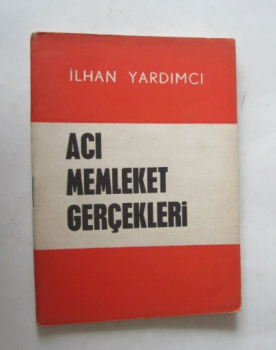 İLHAN YARDIMCI
ACI
MEMLEKET
GERÇEKLERİ